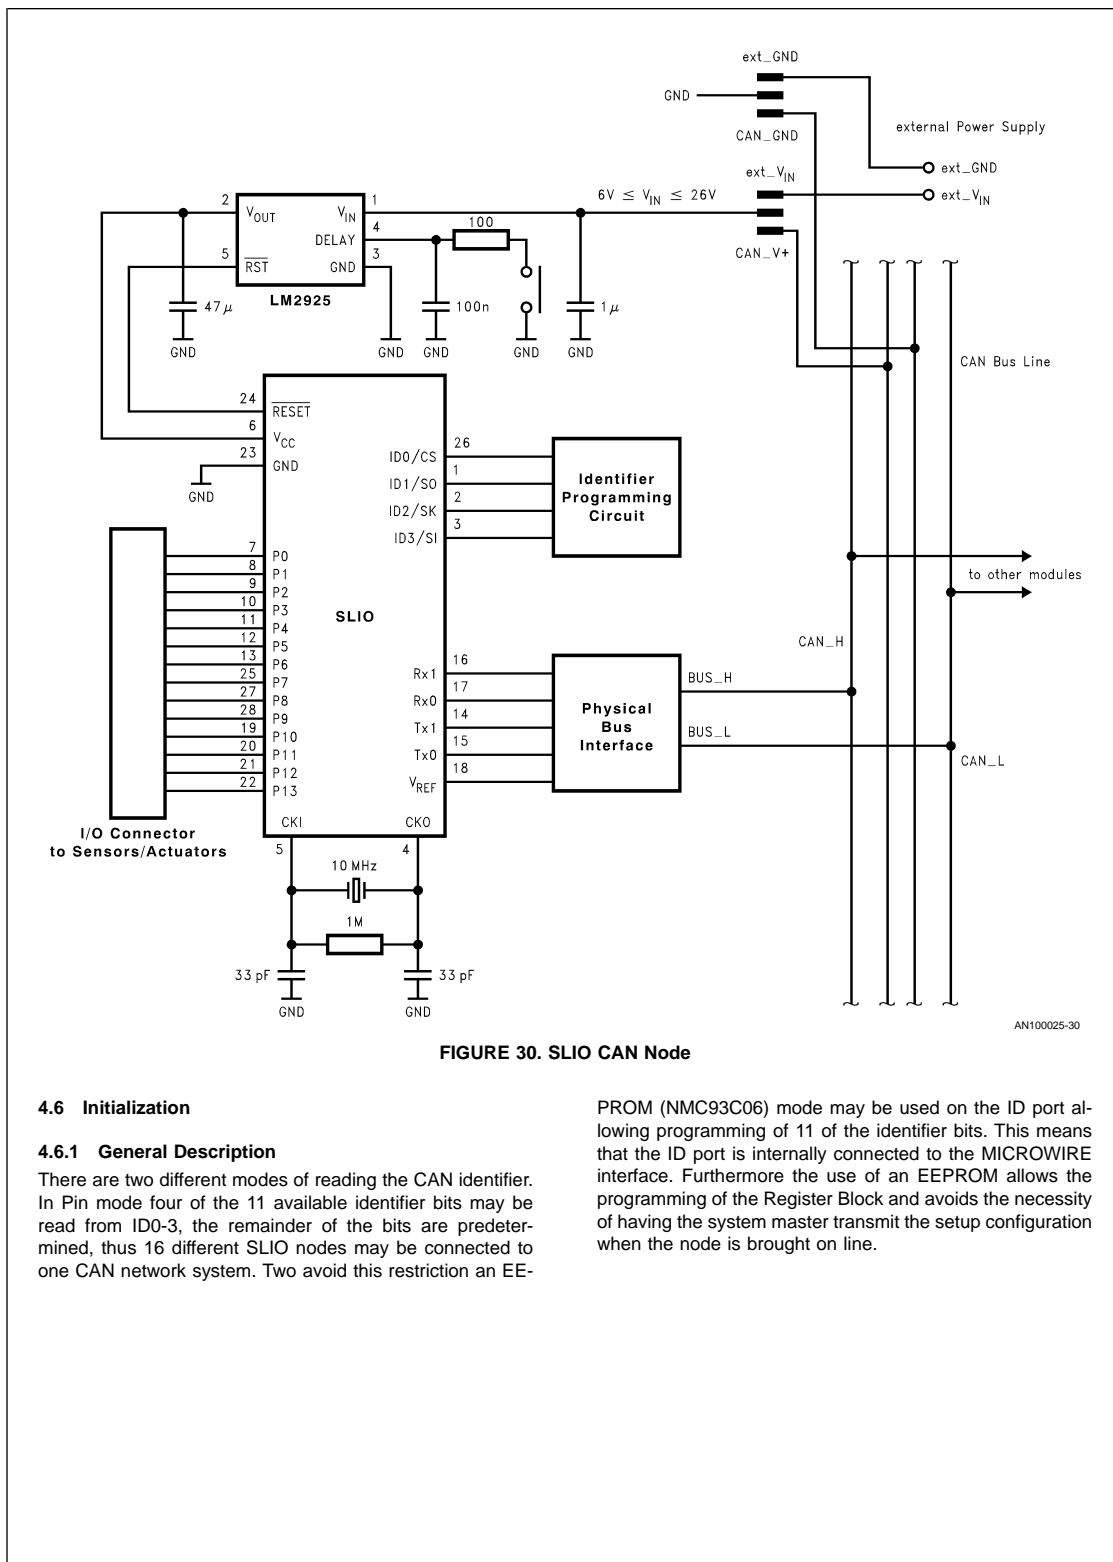 ext_GND
GND
CAN_GND
external Power Supply
ext_GND
ext_VIN
ext_VIN
6V ≤ VIN ≤ 26V
CAN_V+
2
VOUT
VIN
1
DELAY
4
100
5
RST
GND
3
LM2925
47μ
100n
1μ
GND
GND
GND
GND
GND
CAN Bus Line
24
RESET
6
VCC
23
GND
GND
ID0/CS
26
ID1/SO
1
ID2/SK
2
ID3/SI
3
Identifier
Programming
Circuit
7
P0
8
P1
9
P2
10
P3
11
P4
12
P5
13
P6
25
P7
27
P8
28
P9
19
P10
20
P11
21
P12
22
P13
SLIO
to other modules
CAN_H
Rx1
16
Rx0
17
Tx1
14
Tx0
15
VREF
18
Physical
Bus
Interface
BUS_H
BUS_L
CAN_L
CKI
CKO
5
4
I/O Connector
to Sensors/Actuators
10 MHz
1M
33 pF
33 pF
GND
GND
AN100025-30
FIGURE 30. SLIO CAN Node
4.6 Initialization
4.6.1 General Description
There are two different modes of reading the CAN identifier.
In Pin mode four of the 11 available identifier bits may be
read from ID0-3, the remainder of the bits are predeter-
mined, thus 16 different SLIO nodes may be connected to
one CAN network system. Two avoid this restriction an EE-
PROM (NMC93C06) mode may be used on the ID port al-
lowing programming of 11 of the identifier bits. This means
that the ID port is internally connected to the MICROWIRE
interface. Furthermore the use of an EEPROM allows the
programming of the Register Block and avoids the necessity
of having the system master transmit the setup configuration
when the node is brought on line.